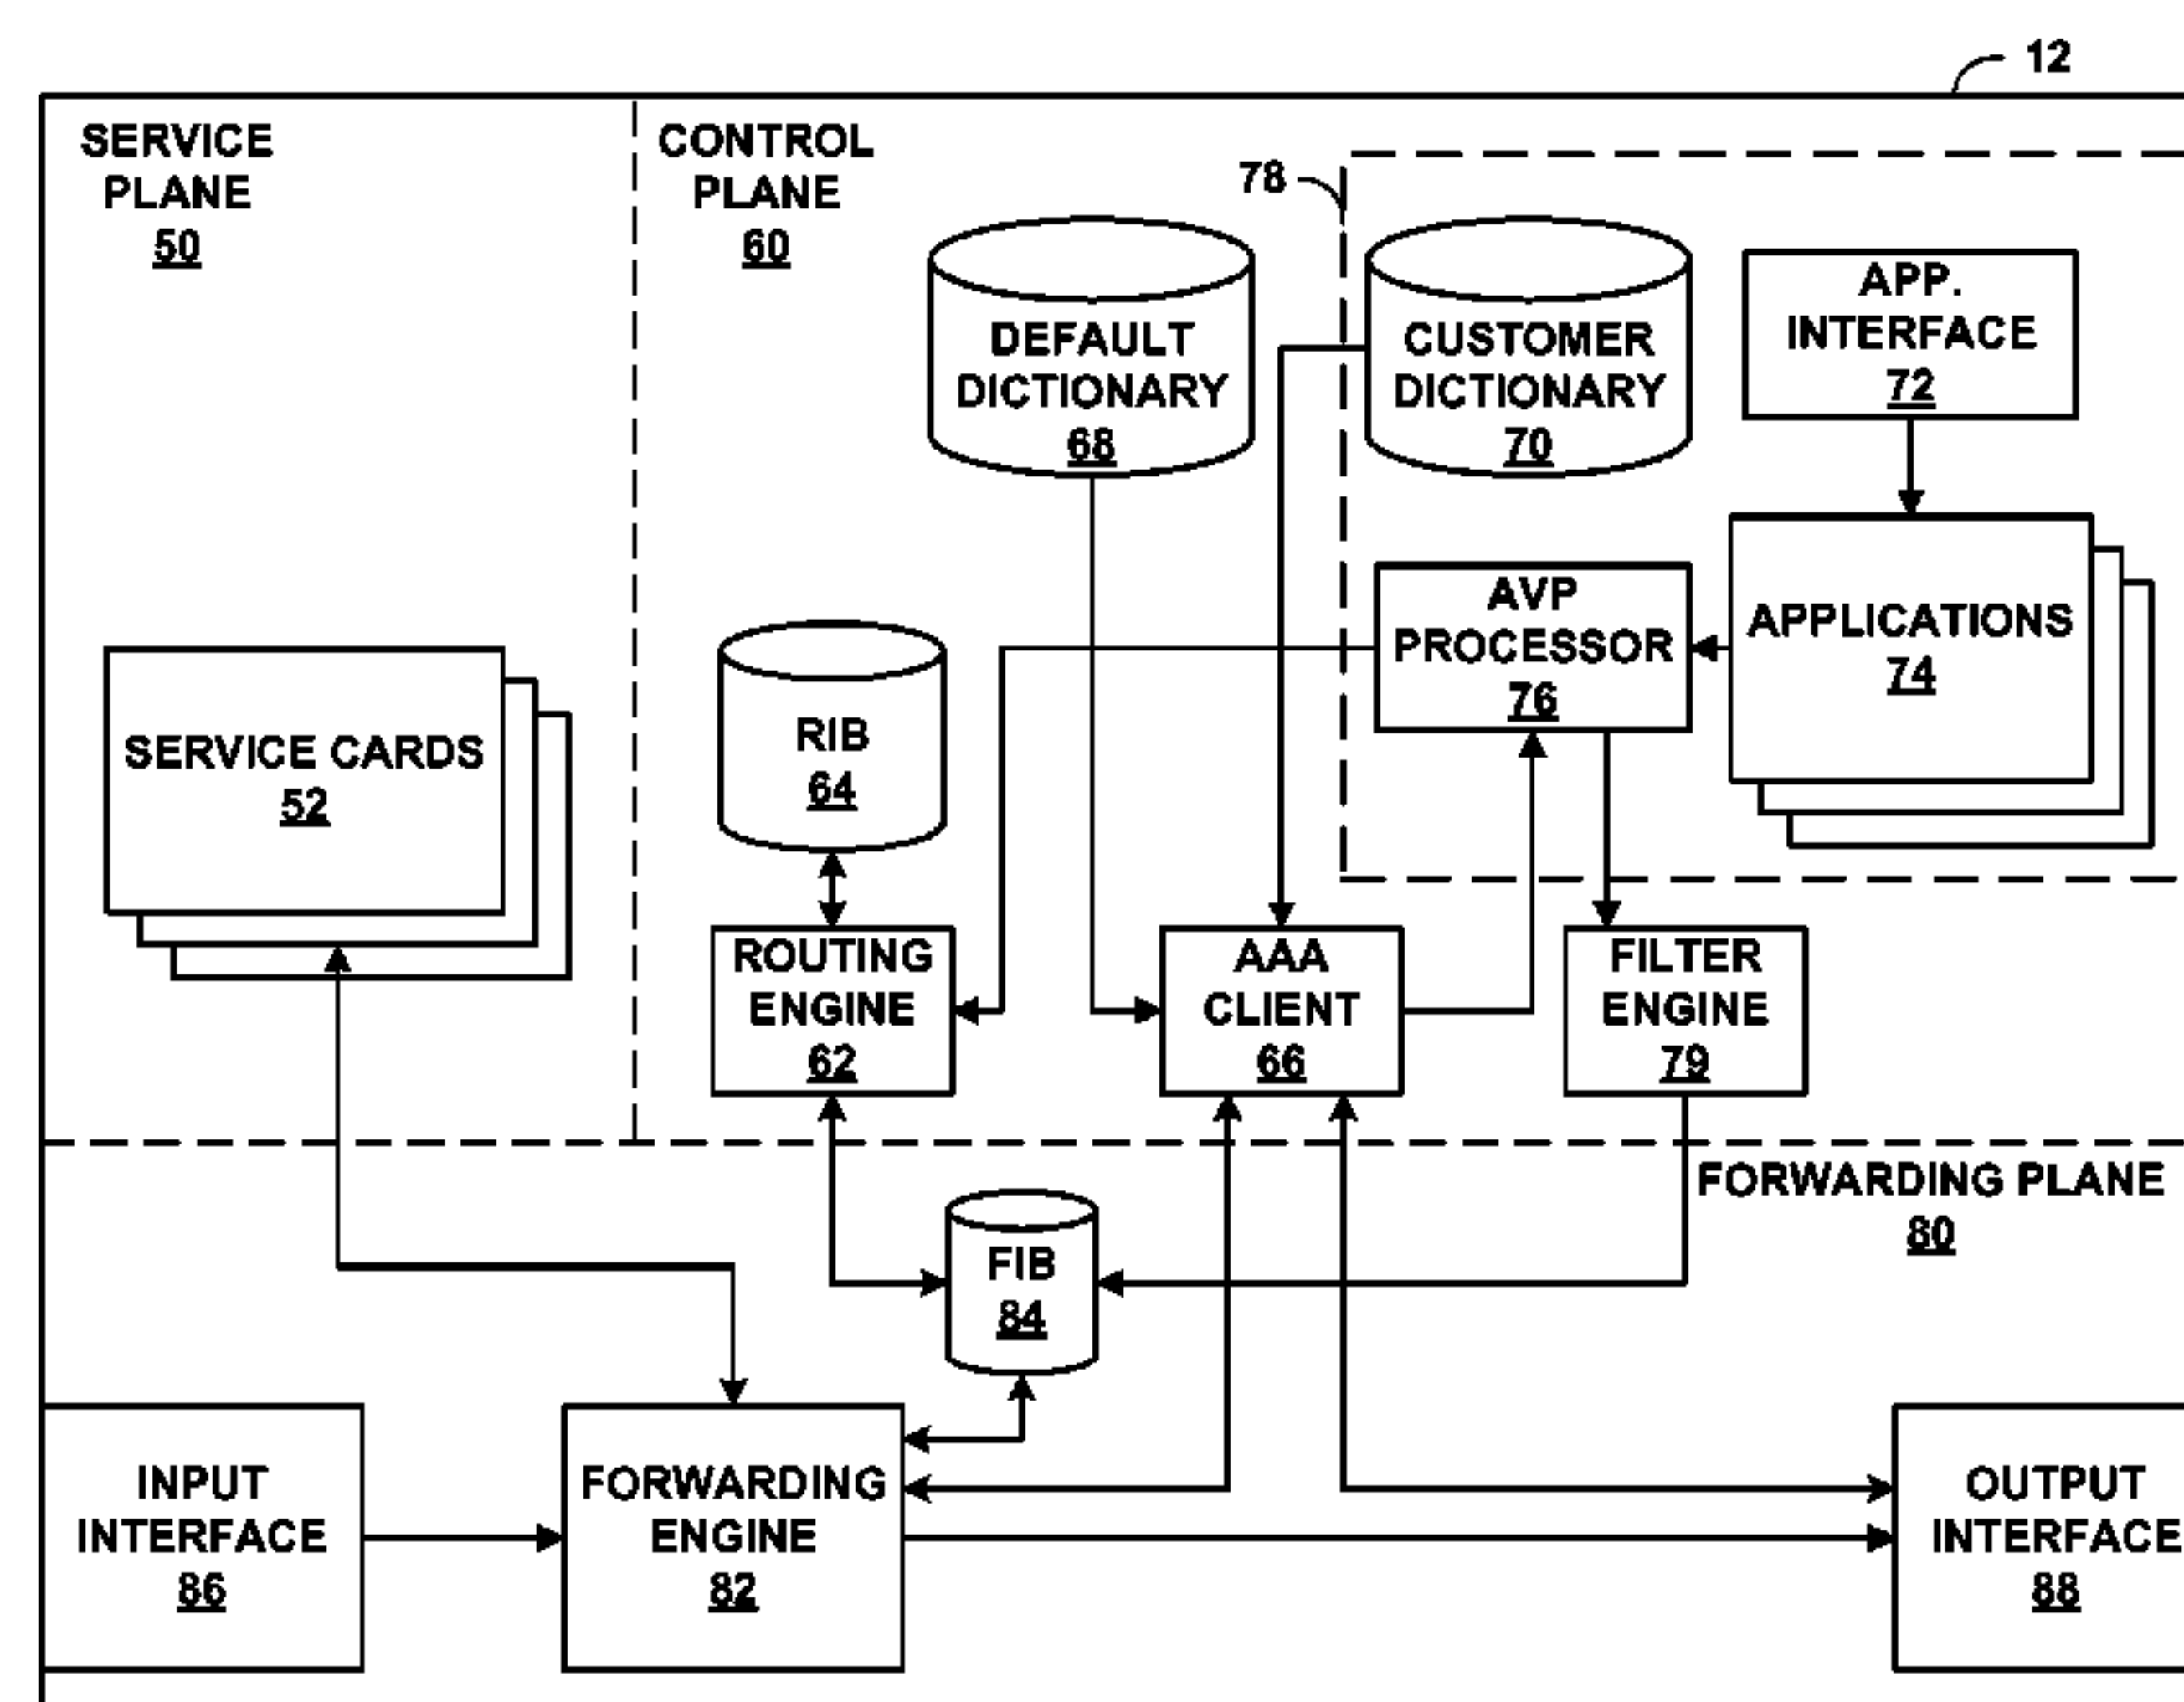 12
SERVICE
PLANE
50
CONTROL
PLANE
60
78
DEFAULT
DICTIONARY
68
CUSTOMER
DICTIONARY
70
APP.
INTERFACE
72
AVP
PROCESSOR
76
APPLICATIONS
74
SERVICE CARDS
52
RIB
64
ROUTING
ENGINE
62
AAA
CLIENT
66
FILTER
ENGINE
79
FORWARDING PLANE
80
FIB
84
INPUT
INTERFACE
86
FORWARDING
ENGINE
82
OUTPUT
INTERFACE
88